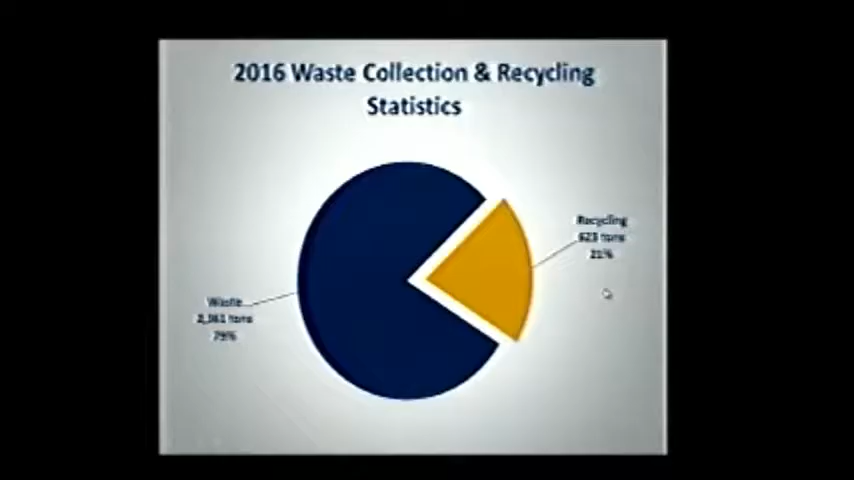 2016 Waste Collection & Recycling
Statistics
Recycling
623 tons
21%
Waste
2,361 tons
79%